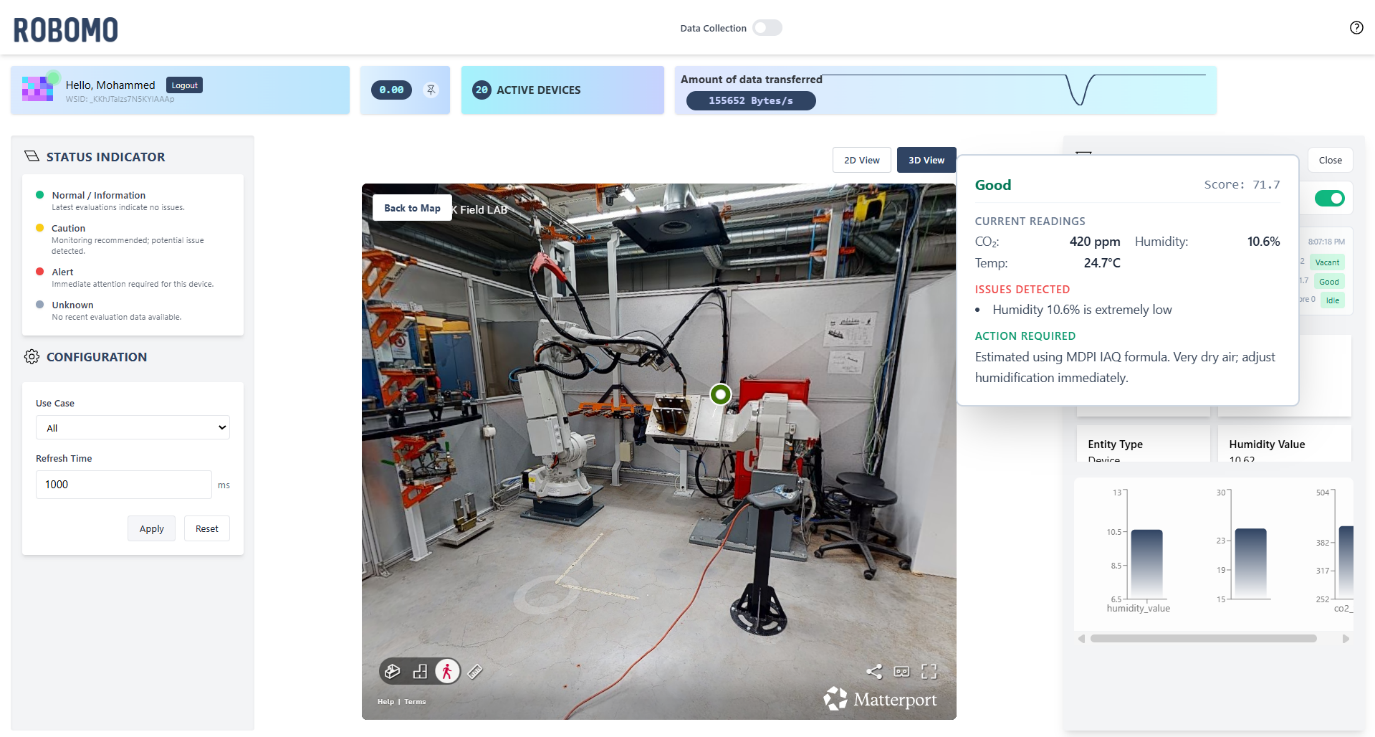 ROBOMO
Data Collection
Hello, Mohammed
Logout
0.00
20 ACTIVE DEVICES
Amount of data transferred
155652 Bytes/s
STATUS INDICATOR
Normal / Information
Latest evaluations indicate no issues.
Caution
Monitoring recommended; potential issue
detected.
Alert
Immediate attention required for this device.
Unknown
No recent evaluation data available.
CONFIGURATION
Use Case
All
Refresh Time
1000 ms
Apply Reset
2D View 3D View
Back to Map K Field LAB
Help | Terms
Matterport
Close
Good Score: 71.7
CURRENT READINGS
CO₂: 420 ppm Humidity: 10.6%
Temp: 24.7°C
ISSUES DETECTED
• Humidity 10.6% is extremely low
ACTION REQUIRED
Estimated using MDPI IAQ formula. Very dry air; adjust
humidification immediately.
8:07:18 PM
2 Vacant
1.7 Good
ore 0 Idle
Entity Type Humidity Value
Device 10.62
13
10.5
8.5
6.5
humidity_value
30
23
19
15
504
382
317
252
co2_